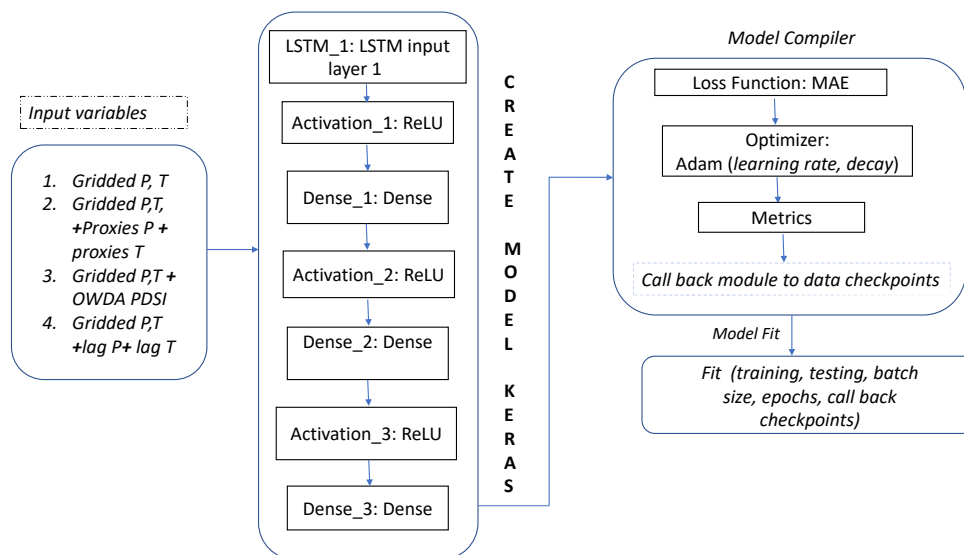 Input variables
1. Gridded P, T
2. Gridded P,T,
+Proxies P +
proxies T
3. Gridded P,T +
OWDA PDSI
4. Gridded P,T
+lag P+ lag T
LSTM_1: LSTM input
layer 1
Activation_1: ReLU
Dense_1: Dense
Activation_2: ReLU
Dense_2: Dense
Activation_3: ReLU
Dense_3: Dense
CREATE MODEL KERAS
Model Compiler
Loss Function: MAE
Optimizer:
Adam (learning rate, decay)
Metrics
Call back module to data checkpoints
Model Fit
Fit (training, testing, batch
size, epochs, call back
checkpoints)